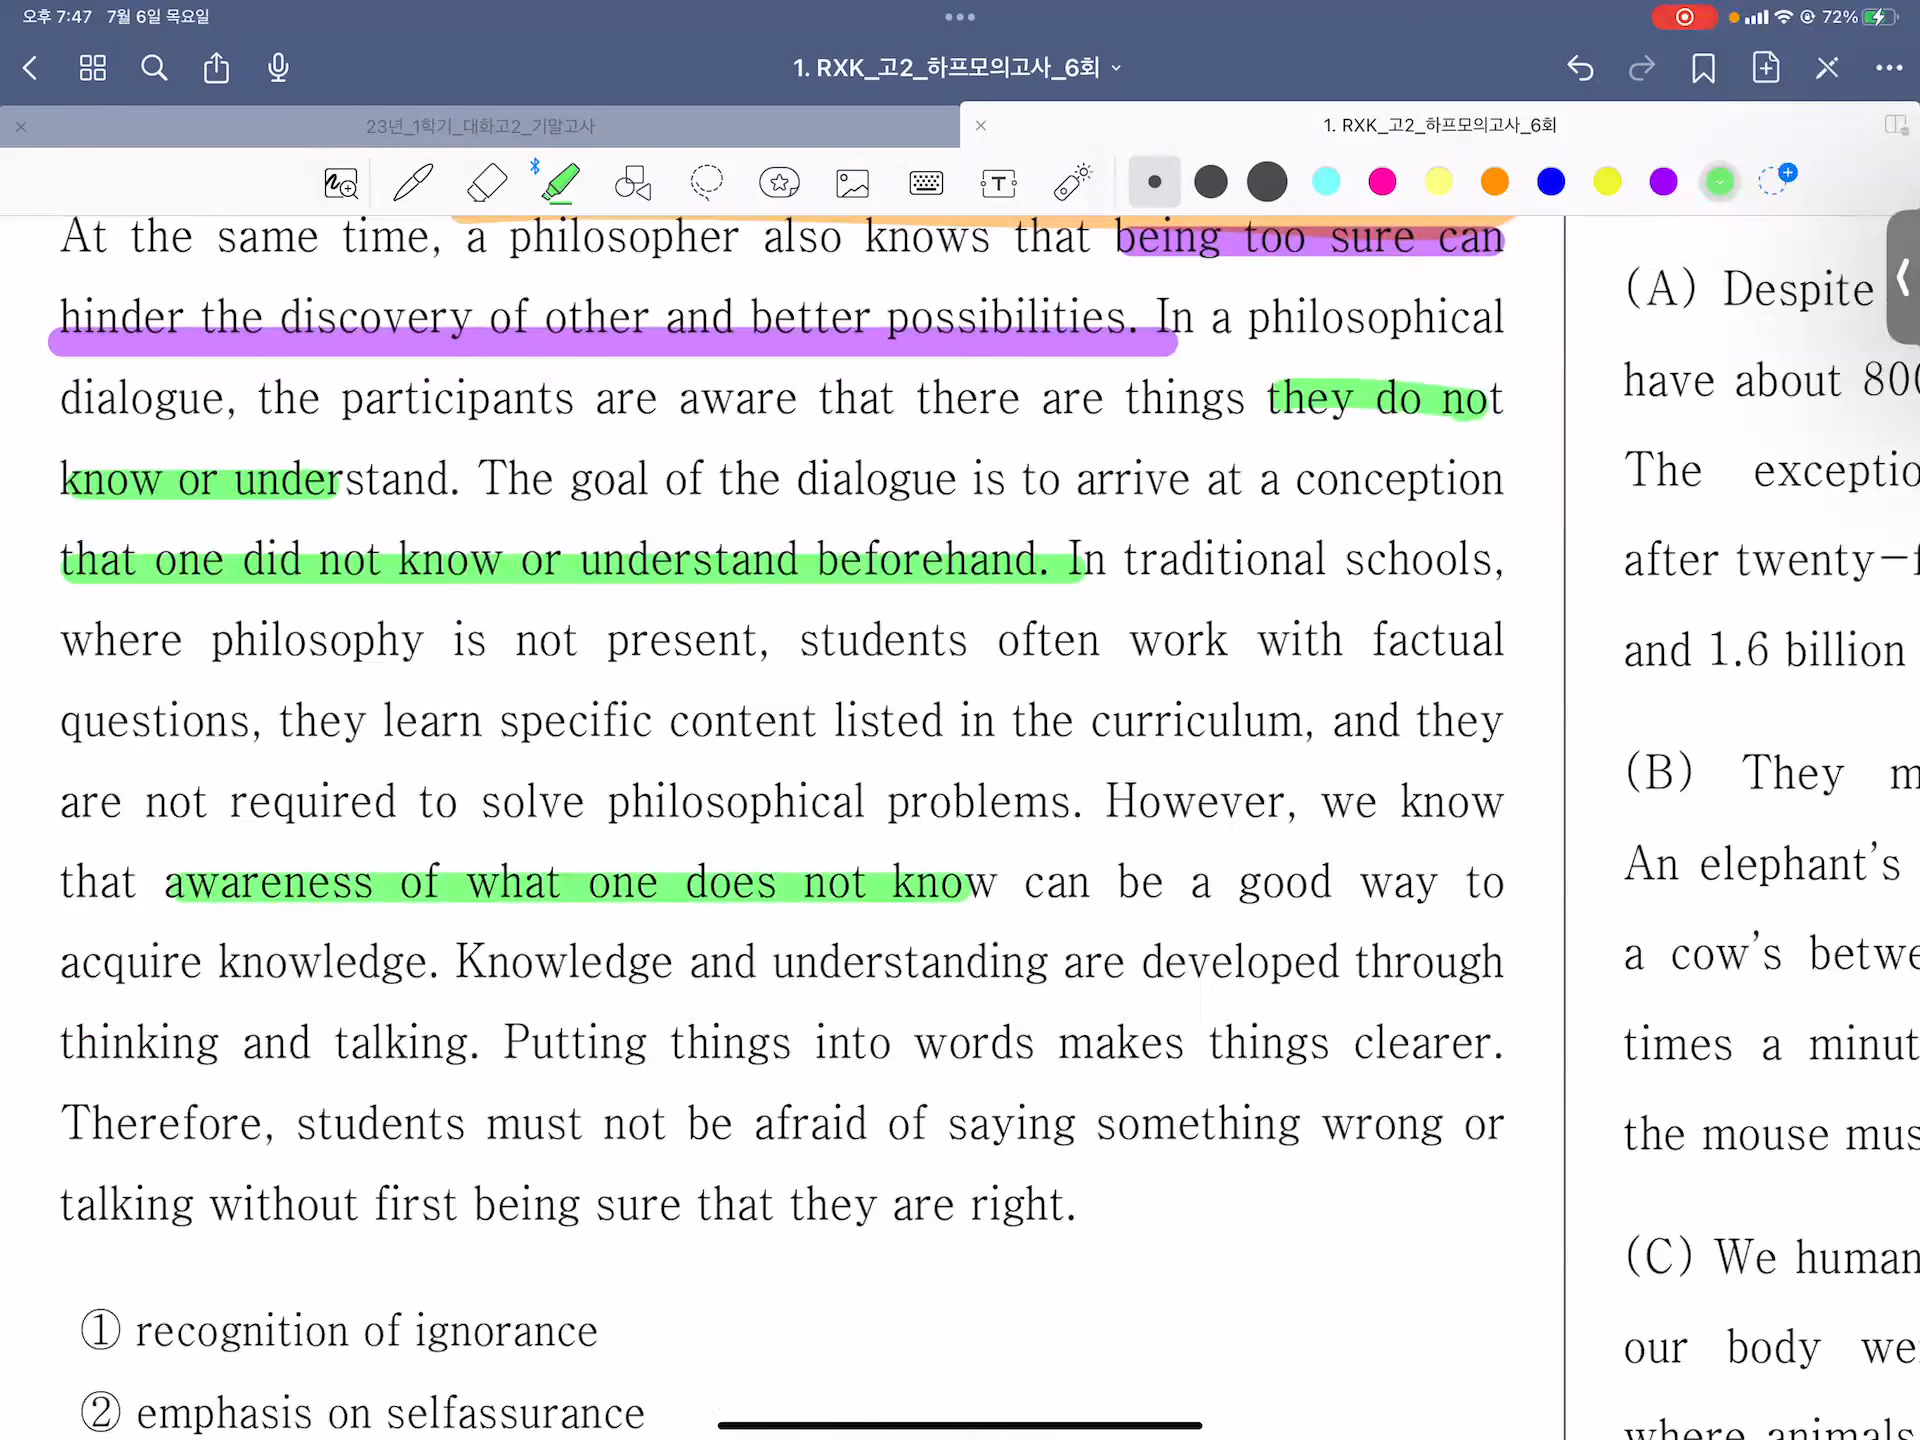 오후 7:47 7월 6일 목요일
72%
1. RXK_고2_하프모의고사_6회
23년_1학기_대화고2_기말고사
1. RXK_고2_하프모의고사_6회
At the same time, a philosopher also knows that being too sure can
hinder the discovery of other and better possibilities. In a philosophical
dialogue, the participants are aware that there are things they do not
know or understand. The goal of the dialogue is to arrive at a conception
that one did not know or understand beforehand. In traditional schools,
where philosophy is not present, students often work with factual
questions, they learn specific content listed in the curriculum, and they
are not required to solve philosophical problems. However, we know
that awareness of what one does not know can be a good way to
acquire knowledge. Knowledge and understanding are developed through
thinking and talking. Putting things into words makes things clearer.
Therefore, students must not be afraid of saying something wrong or
talking without first being sure that they are right.
① recognition of ignorance
② emphasis on selfassurance
(A) Despite
have about 800
The exceptio
after twenty-f
and 1.6 billion
(B) They m
An elephant's
a cow's betwe
times a minut
the mouse mus
(C) We human
our body we
where animals